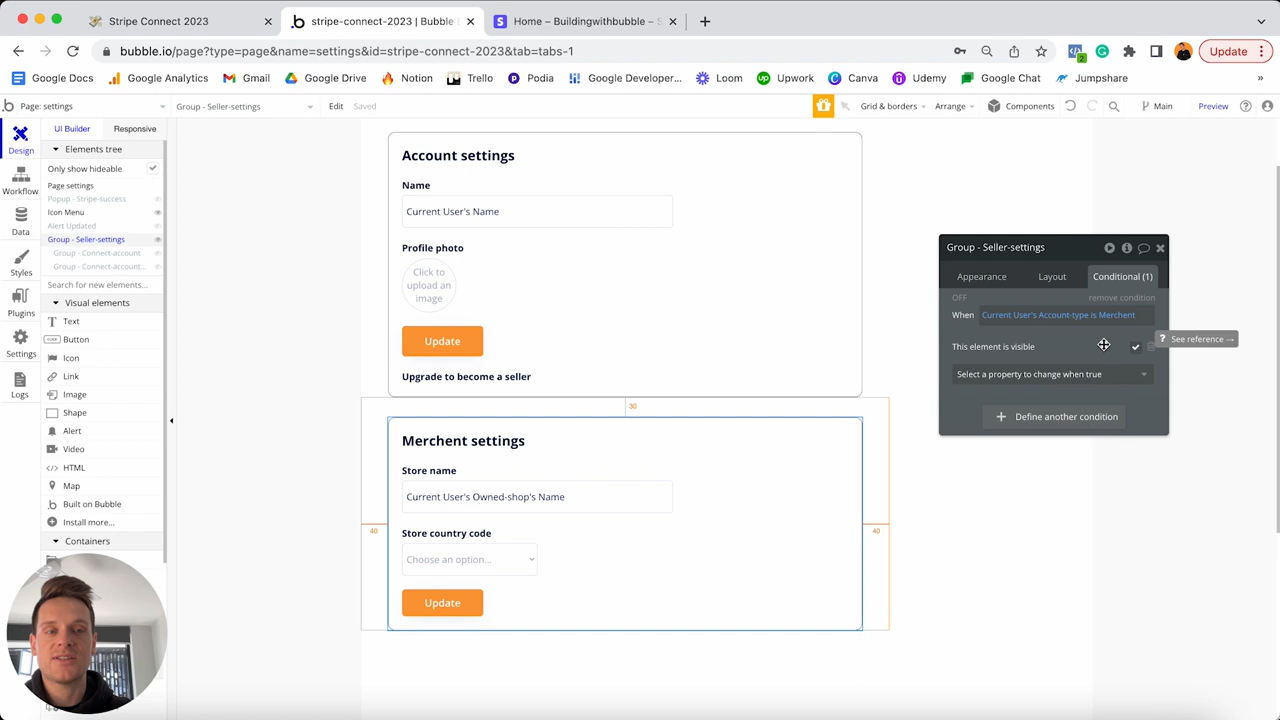 Stripe Connect 2023
stripe-connect-2023 | Bubble
Home – Buildingwithbubble – S
bubble.io/page?type=page&name=settings&id=stripe-connect-2023&tab=tabs-1
Update
Google Docs
Google Analytics
Gmail
Google Drive
Notion
Trello
Podia
Google Developer...
Loom
Upwork
Canva
Udemy
Google Chat
Jumpshare
»
Page: settings
Group - Seller-settings
Edit
Saved
Grid & borders
Arrange
Components
Main
Preview
Design
Workflow
Data
Styles
Plugins
Settings
Logs
UI Builder
Responsive
Elements tree
Only show hideable
Page settings
Popup - Stripe-success
Icon Menu
Alert Updated
Group - Seller-settings
Group - Connect-account
Group - Connect-account...
Search for new elements...
Visual elements
Text
Button
Icon
Link
Image
Shape
Alert
Video
HTML
Map
Built on Bubble
Install more...
Containers
Account settings
Name
Current User's Name
Profile photo
Click to
upload an
image
Update
Upgrade to become a seller
30
Merchent settings
Store name
Current User's Owned-shop's Name
40
40
Store country code
Choose an option...
Update
Group - Seller-settings
Appearance
Layout
Conditional (1)
OFF
remove condition
When
Current User's Account-type is Merchent
This element is visible
? See reference →
Select a property to change when true
Define another condition